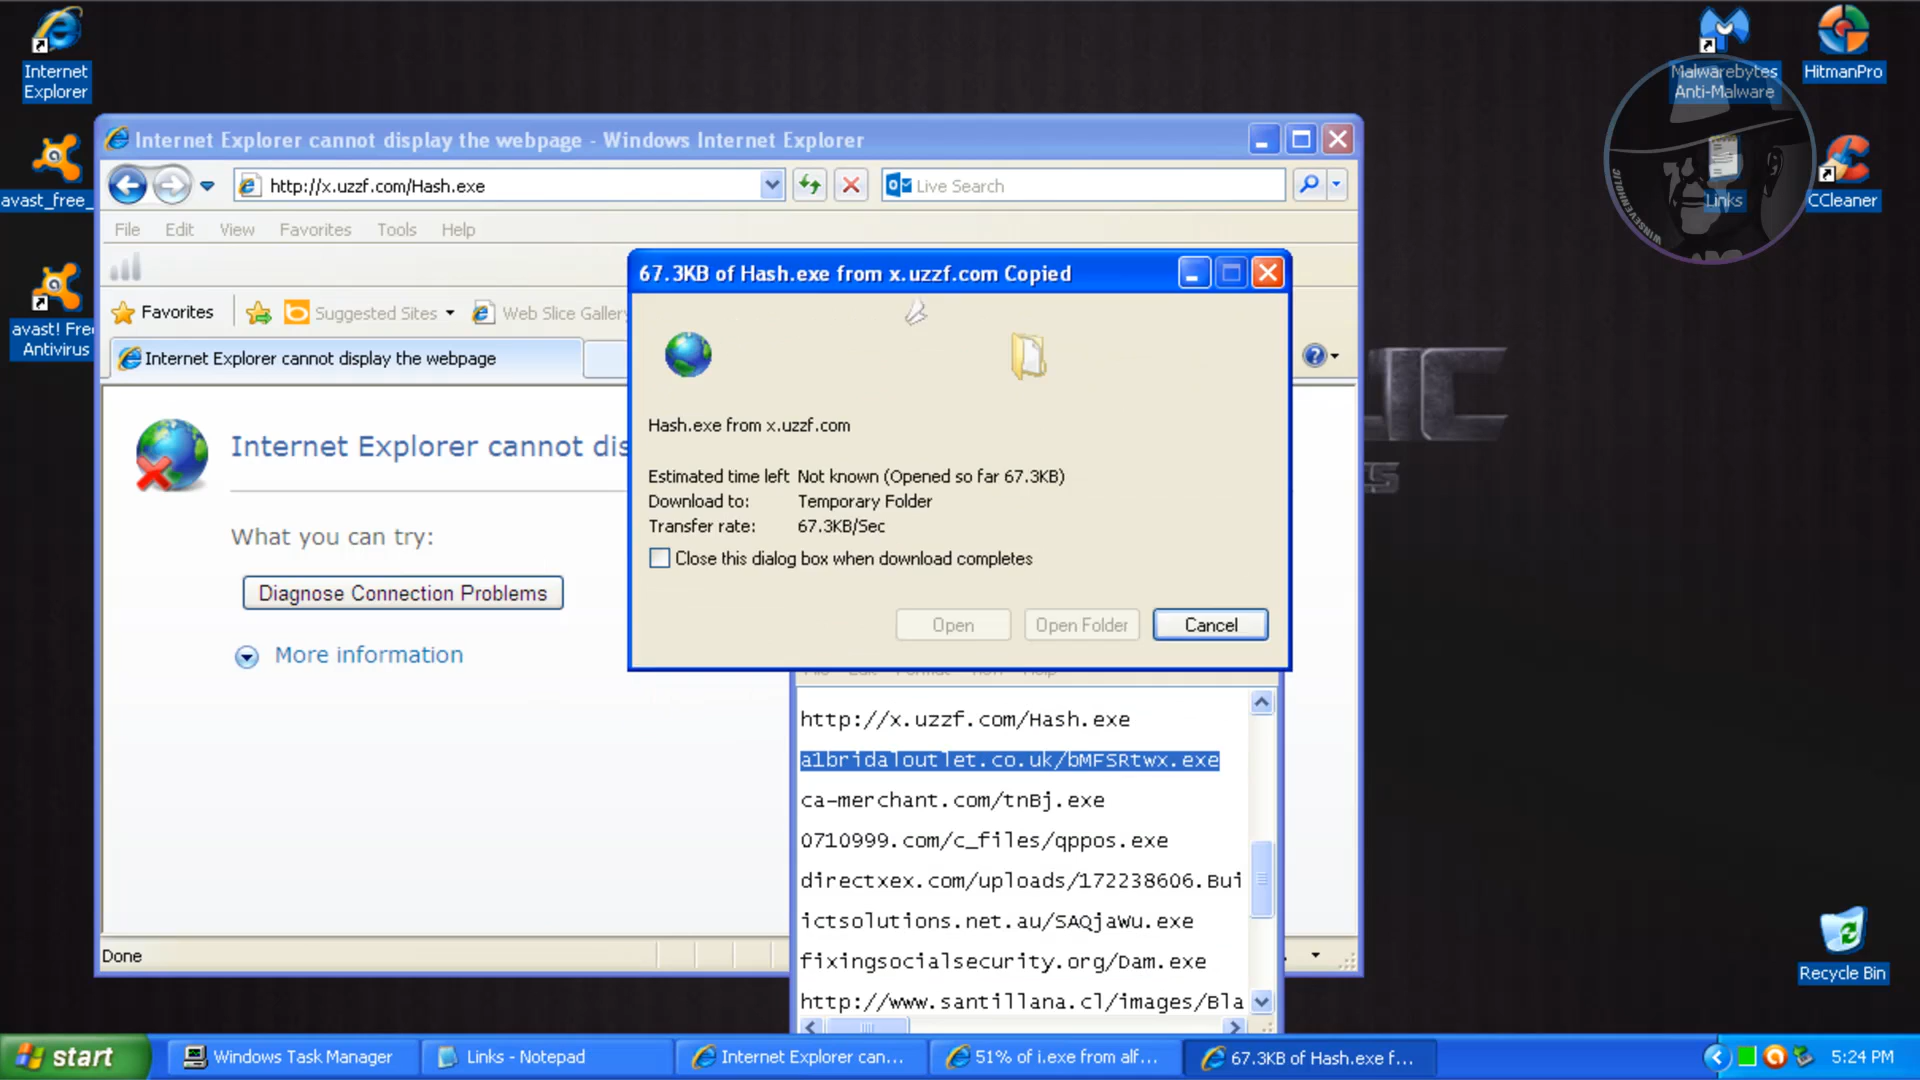 Internet
Explorer
avast_free_
avast! Free
Antivirus
Malwarebytes
Anti-Malware
HitmanPro
Links
CCleaner
WINSEVENHOLIC
Recycle Bin
Internet Explorer cannot display the webpage - Windows Internet Explorer
http://x.uzzf.com/Hash.exe
Live Search
File Edit View Favorites Tools Help
Favorites Suggested Sites Web Slice Gallery
Internet Explorer cannot display the webpage
Internet Explorer cannot dis
What you can try:
Diagnose Connection Problems
More information
Done
67.3KB of Hash.exe from x.uzzf.com Copied
Hash.exe from x.uzzf.com
Estimated time left Not known (Opened so far 67.3KB)
Download to: Temporary Folder
Transfer rate: 67.3KB/Sec
Close this dialog box when download completes
Open Open Folder Cancel
http://x.uzzf.com/Hash.exe
a1bridaloutlet.co.uk/bMFSRtwx.exe
ca-merchant.com/tnBj.exe
0710999.com/c_files/qppos.exe
directxex.com/uploads/172238606.Bui
ictsolutions.net.au/SAQjaWu.exe
fixingsocialsecurity.org/Dam.exe
http://www.santillana.cl/images/Bla
start Windows Task Manager Links - Notepad Internet Explorer can... 51% of i.exe from alf... 67.3KB of Hash.exe f... 5:24 PM